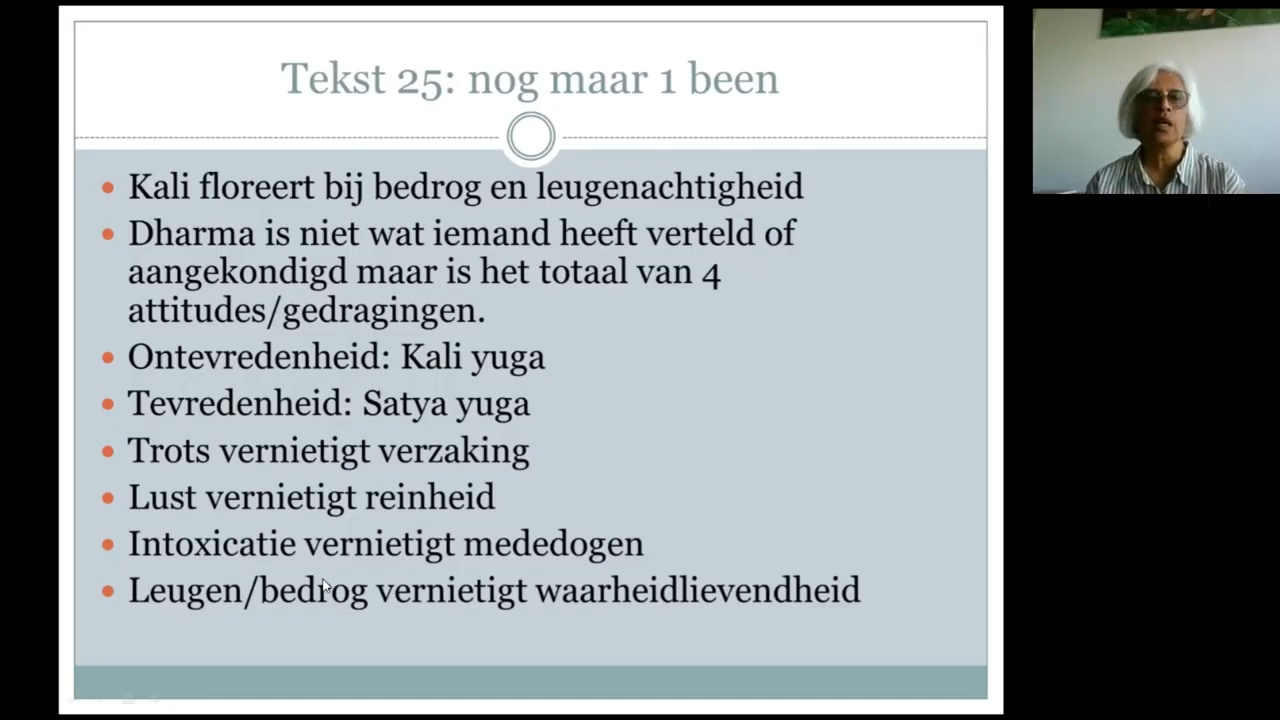 Tekst 25: nog maar 1 been
• Kali floreert bij bedrog en leugenachtigheid
• Dharma is niet wat iemand heeft verteld of
aangekondigd maar is het totaal van 4
attitudes/gedragingen.
• Ontevredenheid: Kali yuga
• Tevredenheid: Satya yuga
• Trots vernietigt verzaking
• Lust vernietigt reinheid
• Intoxicatie vernietigt mededogen
• Leugen/bedrog vernietigt waarheidlievendheid